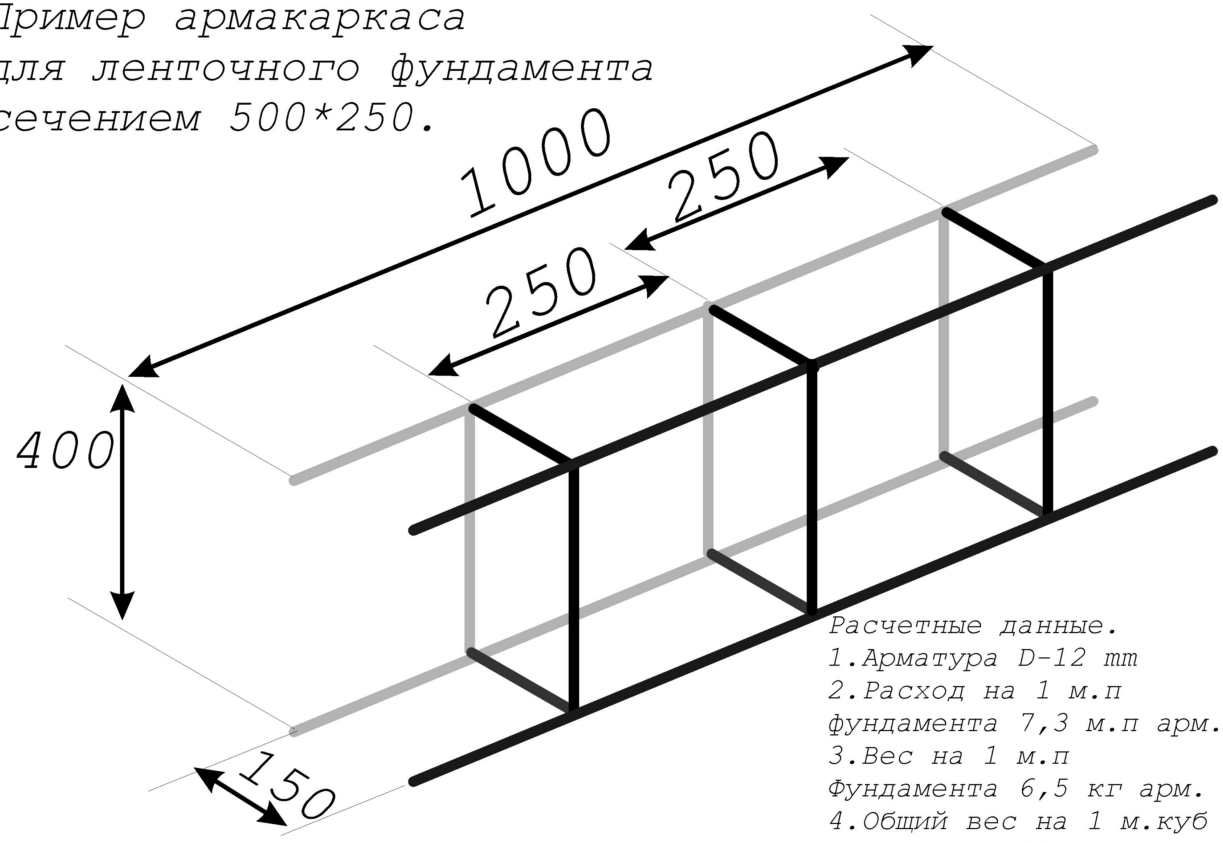 Пример армакаркаса
для ленточного фундамента
сечением 500*250.
1000
250
250
400
150
Расчетные данные.
1.Арматура D-12 mm
2.Расход на 1 м.п
фундамента 7,3 м.п арм.
3.Вес на 1 м.п
Фундамента 6,5 кг арм.
4.Общий вес на 1 м.куб